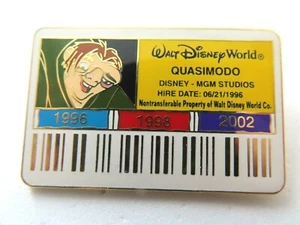 Walt Disney World®
QUASIMODO
DISNEY - MGM STUDIOS
HIRE DATE: 06/21/1996
Nontransferable Property of Walt Disney World Co.
1996 1998 2002